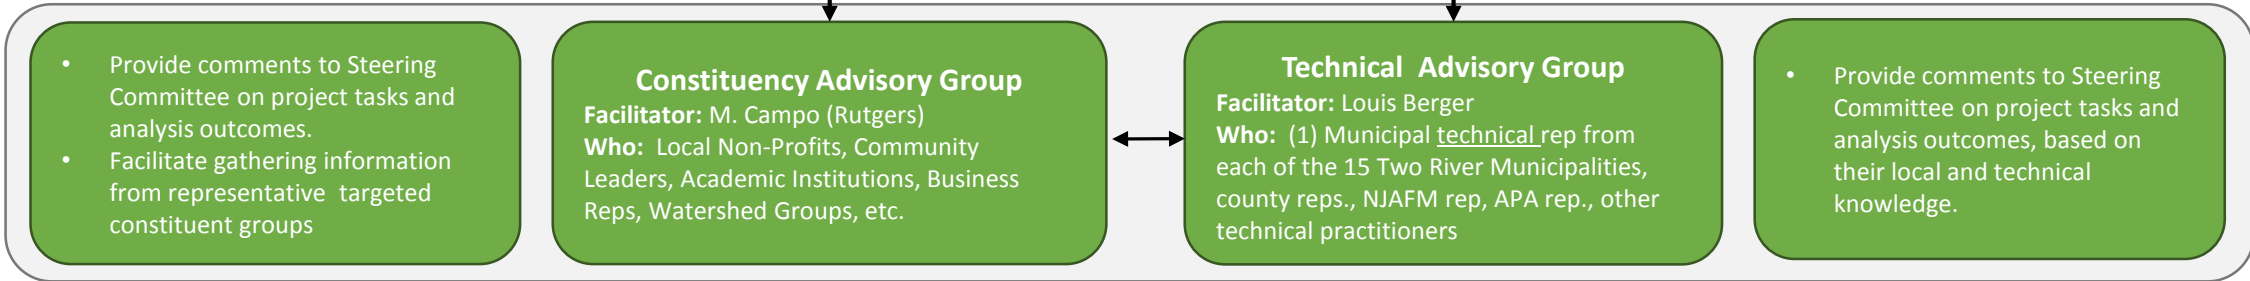 • Provide comments to Steering
Committee on project tasks and
analysis outcomes.
• Facilitate gathering information
from representative targeted
constituent groups
Constituency Advisory Group
Facilitator: M. Campo (Rutgers)
Who: Local Non-Profits, Community
Leaders, Academic Institutions, Business
Reps, Watershed Groups, etc.
Technical Advisory Group
Facilitator: Louis Berger
Who: (1) Municipal technical rep from
each of the 15 Two River Municipalities,
county reps., NJAFM rep, APA rep., other
technical practitioners
• Provide comments to Steering
Committee on project tasks and
analysis outcomes, based on
their local and technical
knowledge.